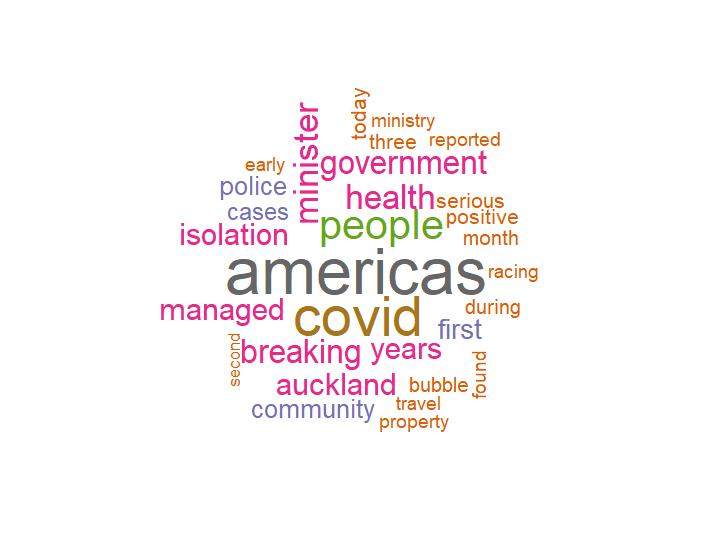 today
ministry
three
reported
minister
government
early
police
health
serious
cases
people
positive
isolation
month
americas
racing
managed
covid
during
first
second
breaking
years
found
auckland
bubble
community
travel
property